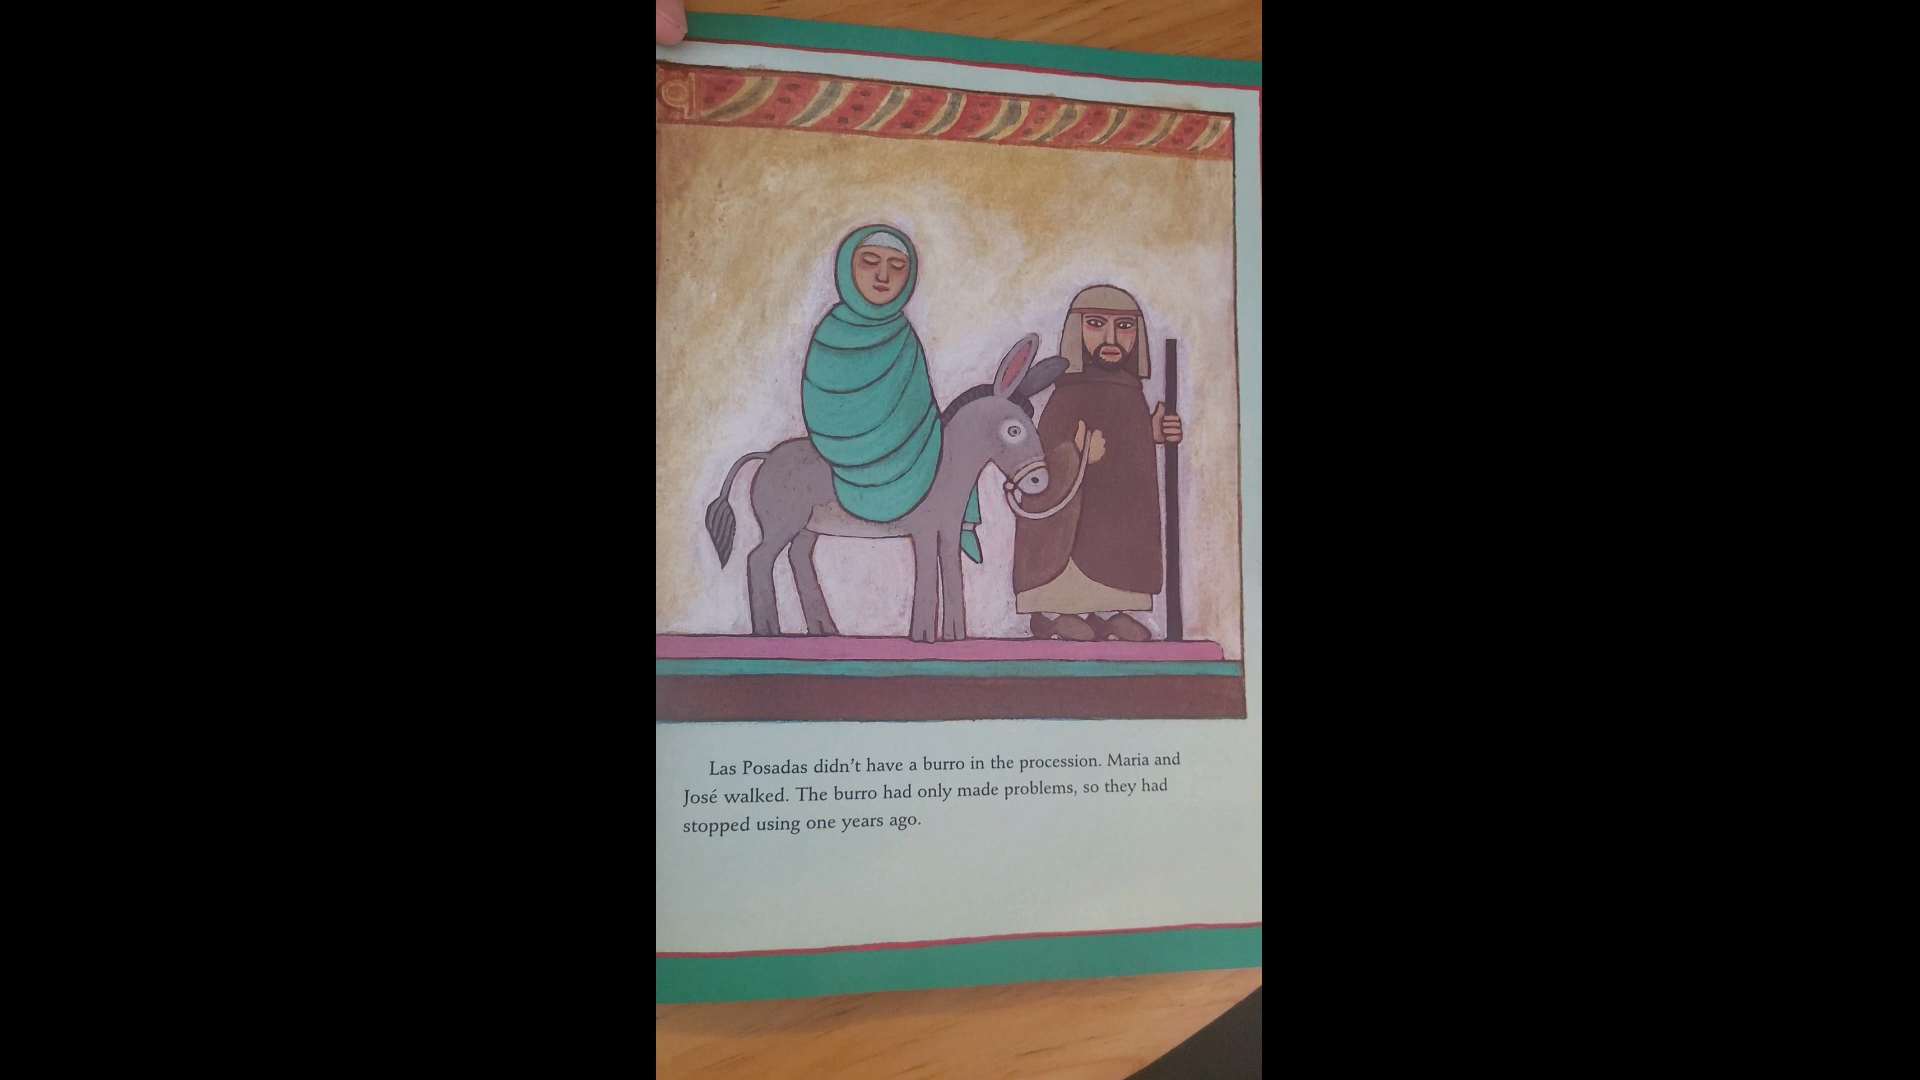 Las Posadas didn't have a burro in the procession. Maria and
José walked. The burro had only made problems, so they had
stopped using one years ago.